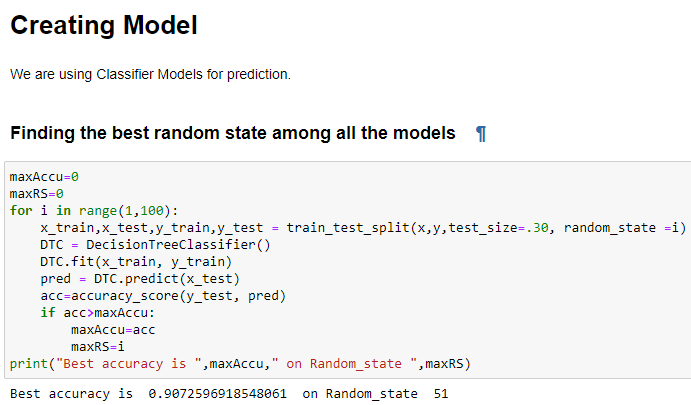 Creating Model
We are using Classifier Models for prediction.
Finding the best random state among all the models ¶
maxAccu=0
maxRS=0
for i in range(1,100):
    x_train,x_test,y_train,y_test = train_test_split(x,y,test_size=.30, random_state =i)
    DTC = DecisionTreeClassifier()
    DTC.fit(x_train, y_train)
    pred = DTC.predict(x_test)
    acc=accuracy_score(y_test, pred)
    if acc>maxAccu:
        maxAccu=acc
        maxRS=i
print("Best accuracy is ",maxAccu," on Random_state ",maxRS)
Best accuracy is  0.9072596918548061  on Random_state  51